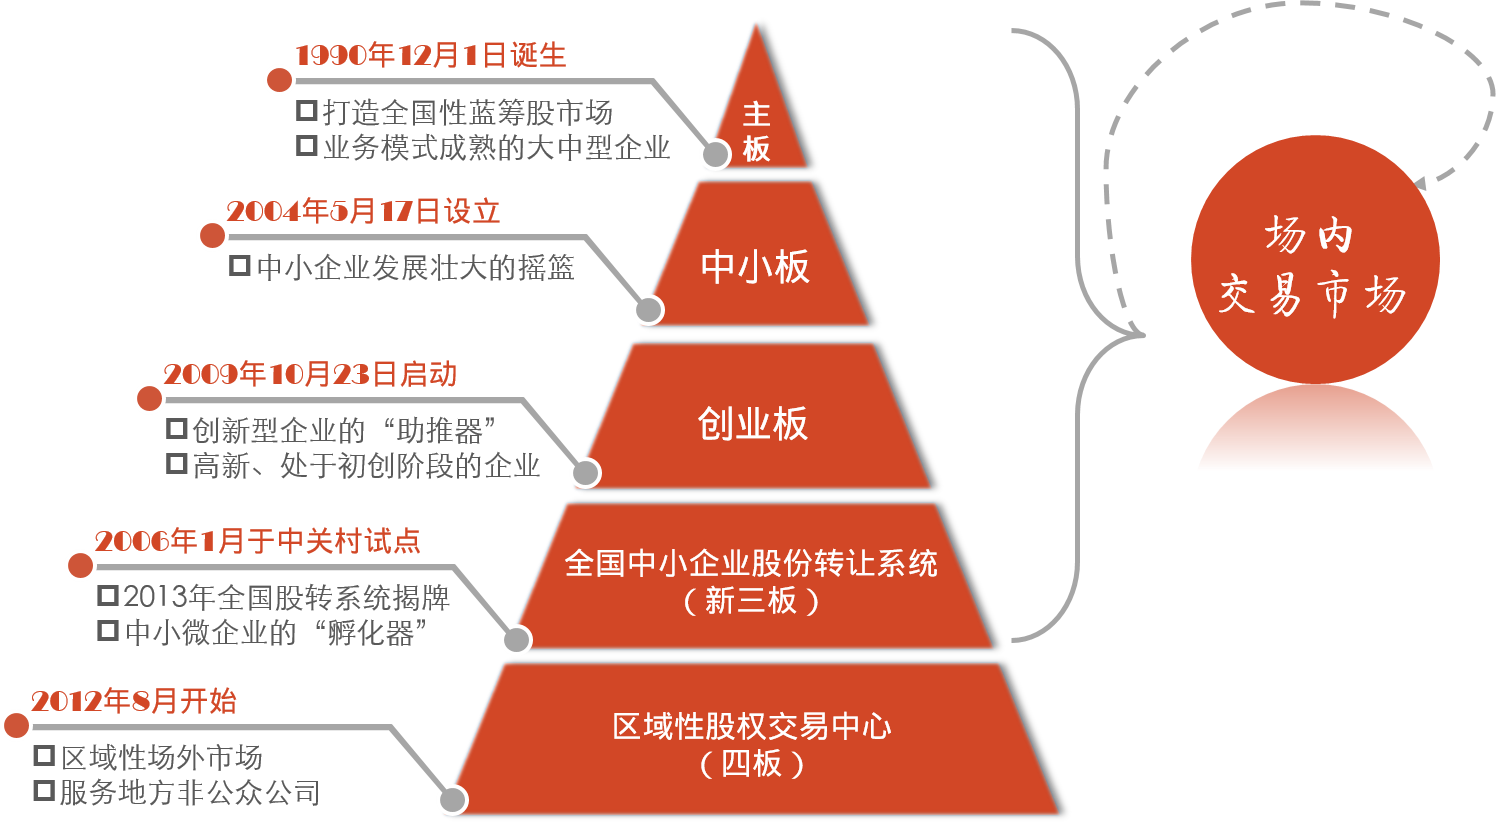 1990年12月1日诞生
打造全国性蓝筹股市场
业务模式成熟的大中型企业
主
板
2004年5月17日设立
中小企业发展壮大的摇篮
中小板
2009年10月23日启动
创新型企业的“助推器”
高新、处于初创阶段的企业
创业板
2006年1月于中关村试点
2013年全国股转系统揭牌
中小微企业的“孵化器”
全国中小企业股份转让系统
（新三板）
2012年8月开始
区域性场外市场
服务地方非公众公司
区域性股权交易中心
（四板）
场内
交易市场